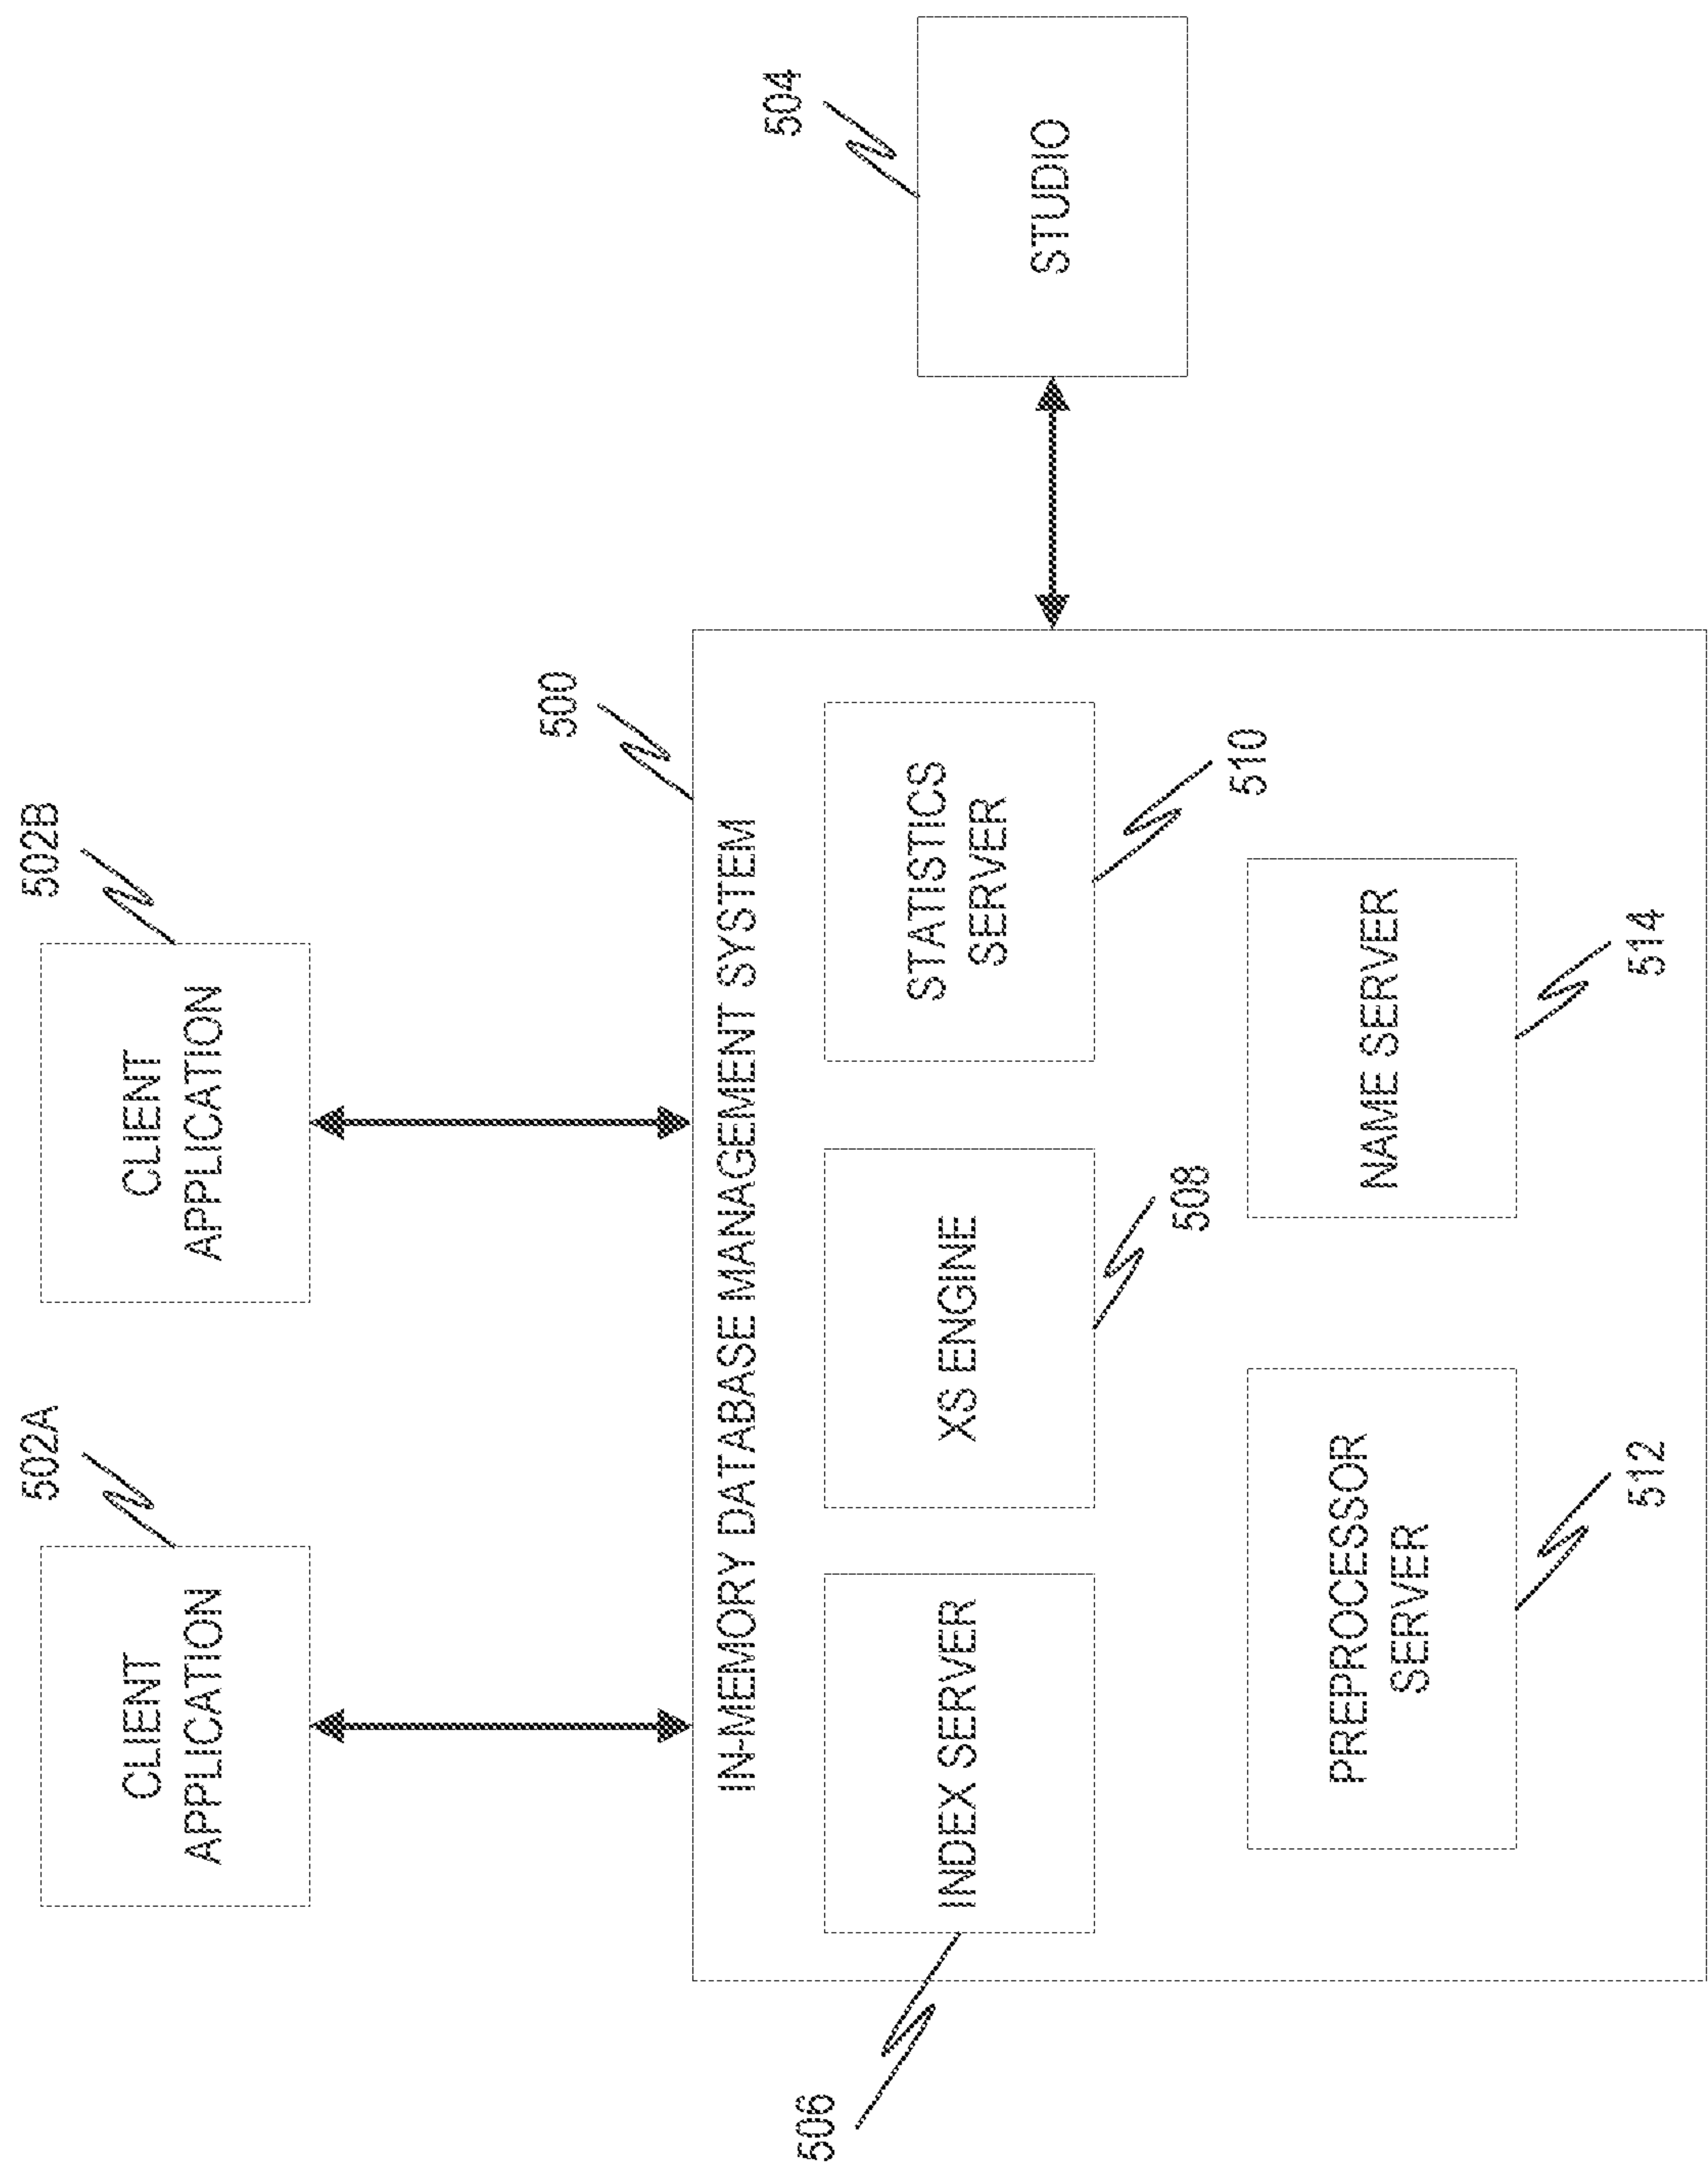 502A
CLIENT
APPLICATION
502B
CLIENT
APPLICATION
500
IN-MEMORY DATABASE MANAGEMENT SYSTEM
504
STUDIO
506
INDEX SERVER
XS ENGINE
508
STATISTICS
SERVER
510
PREPROCESSOR
SERVER
512
NAME SERVER
514